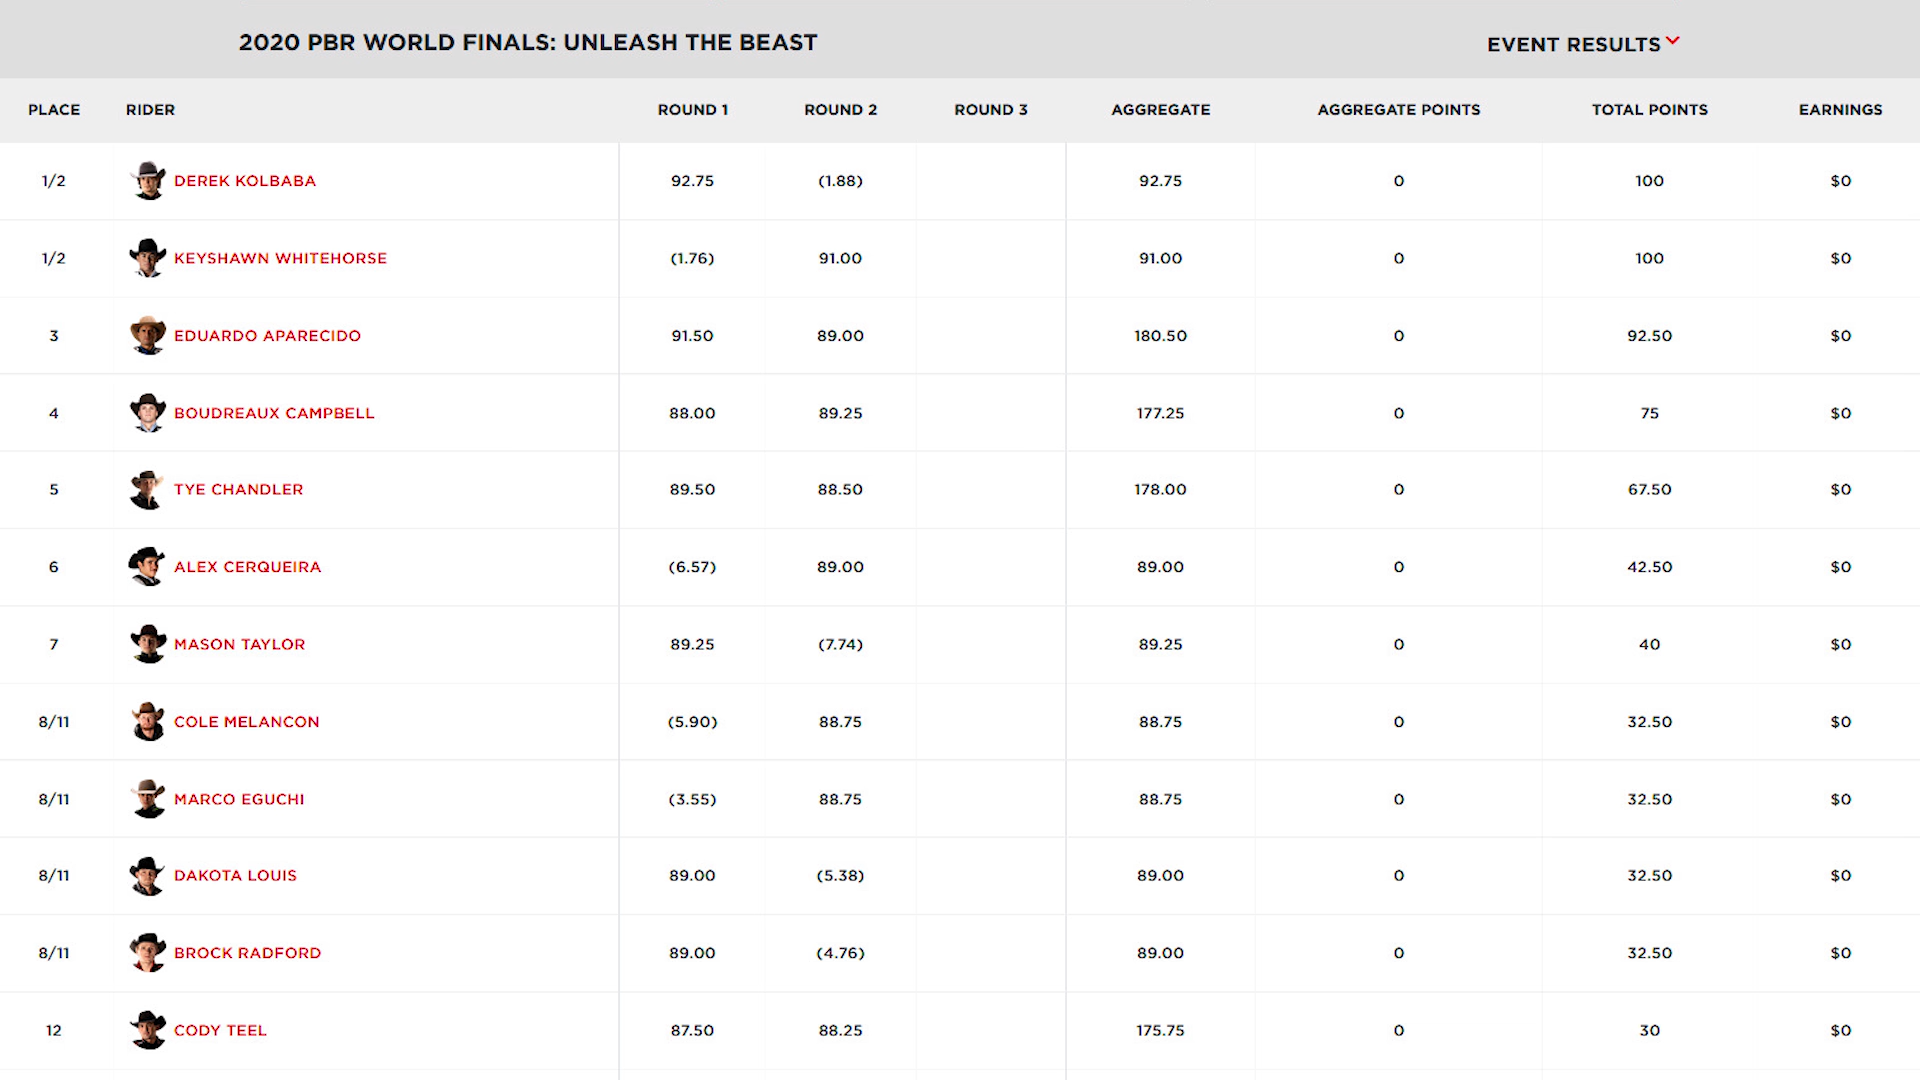 2020 PBR WORLD FINALS: UNLEASH THE BEAST EVENT RESULTS
PLACE RIDER ROUND 1 ROUND 2 ROUND 3 AGGREGATE AGGREGATE POINTS TOTAL POINTS EARNINGS
1/2 DEREK KOLBABA 92.75 (1.88) 92.75 0 100 $0
1/2 KEYSHAWN WHITEHORSE (1.76) 91.00 91.00 0 100 $0
3 EDUARDO APARECIDO 91.50 89.00 180.50 0 92.50 $0
4 BOUDREAUX CAMPBELL 88.00 89.25 177.25 0 75 $0
5 TYE CHANDLER 89.50 88.50 178.00 0 67.50 $0
6 ALEX CERQUEIRA (6.57) 89.00 89.00 0 42.50 $0
7 MASON TAYLOR 89.25 (7.74) 89.25 0 40 $0
8/11 COLE MELANCON (5.90) 88.75 88.75 0 32.50 $0
8/11 MARCO EGUCHI (3.55) 88.75 88.75 0 32.50 $0
8/11 DAKOTA LOUIS 89.00 (5.38) 89.00 0 32.50 $0
8/11 BROCK RADFORD 89.00 (4.76) 89.00 0 32.50 $0
12 CODY TEEL 87.50 88.25 175.75 0 30 $0